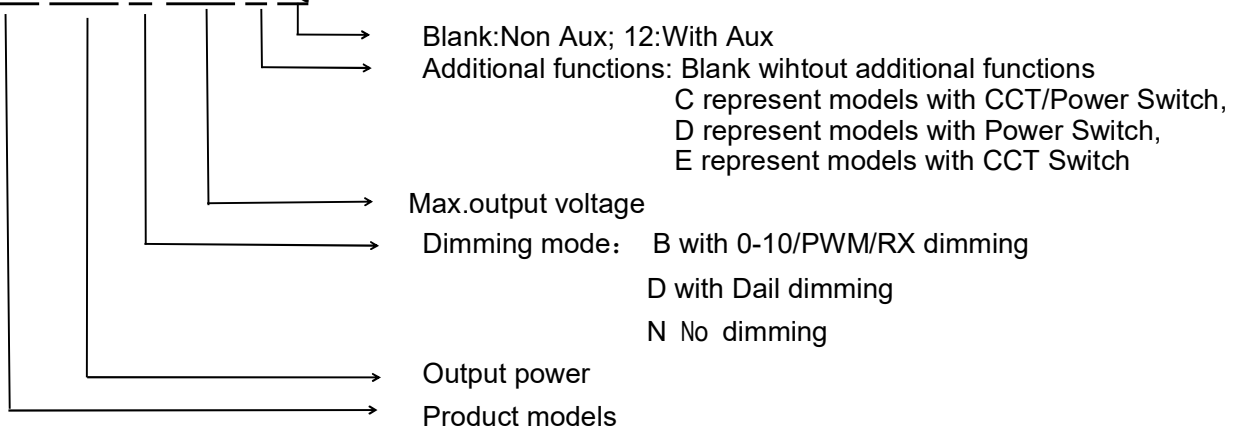 Blank:Non Aux; 12:With Aux
Additional functions: Blank wihtout additional functions
C represent models with CCT/Power Switch,
D represent models with Power Switch,
E represent models with CCT Switch
Max.output voltage
Dimming mode： B with 0-10/PWM/RX dimming
D with Dail dimming
N No dimming
Output power
Product models